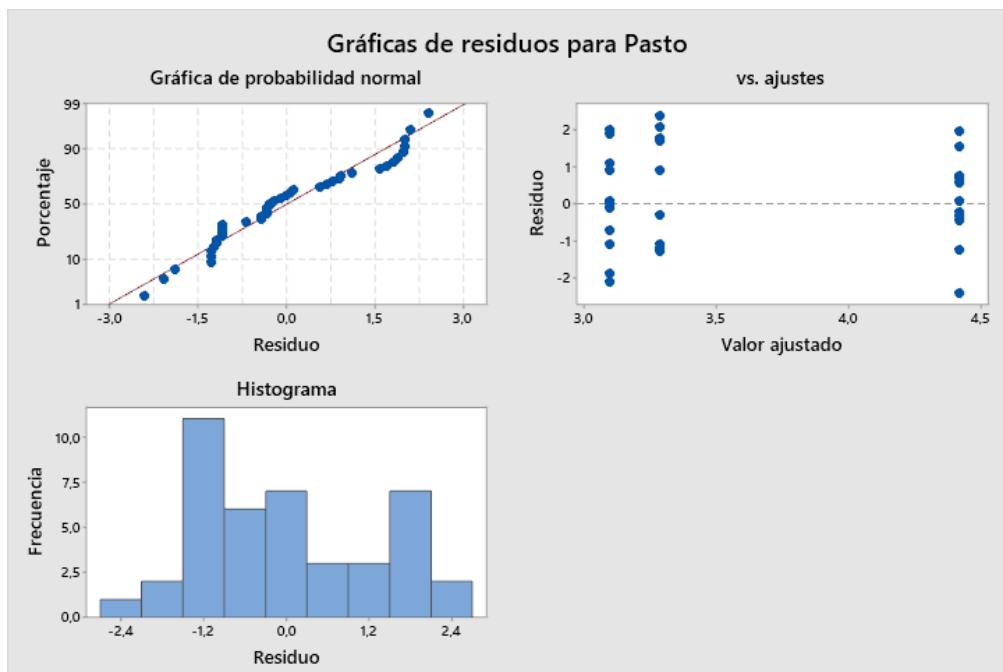 Gráficas de residuos para Pasto
Gráfica de probabilidad normal
99
90
50
10
1
Porcentaje
-3,0 -1,5 0,0 1,5 3,0
Residuo
vs. ajustes
2
1
0
-1
-2
Residuo
3,0 3,5 4,0 4,5
Valor ajustado
Histograma
10,0
7,5
5,0
2,5
0,0
Frecuencia
-2,4 -1,2 0,0 1,2 2,4
Residuo